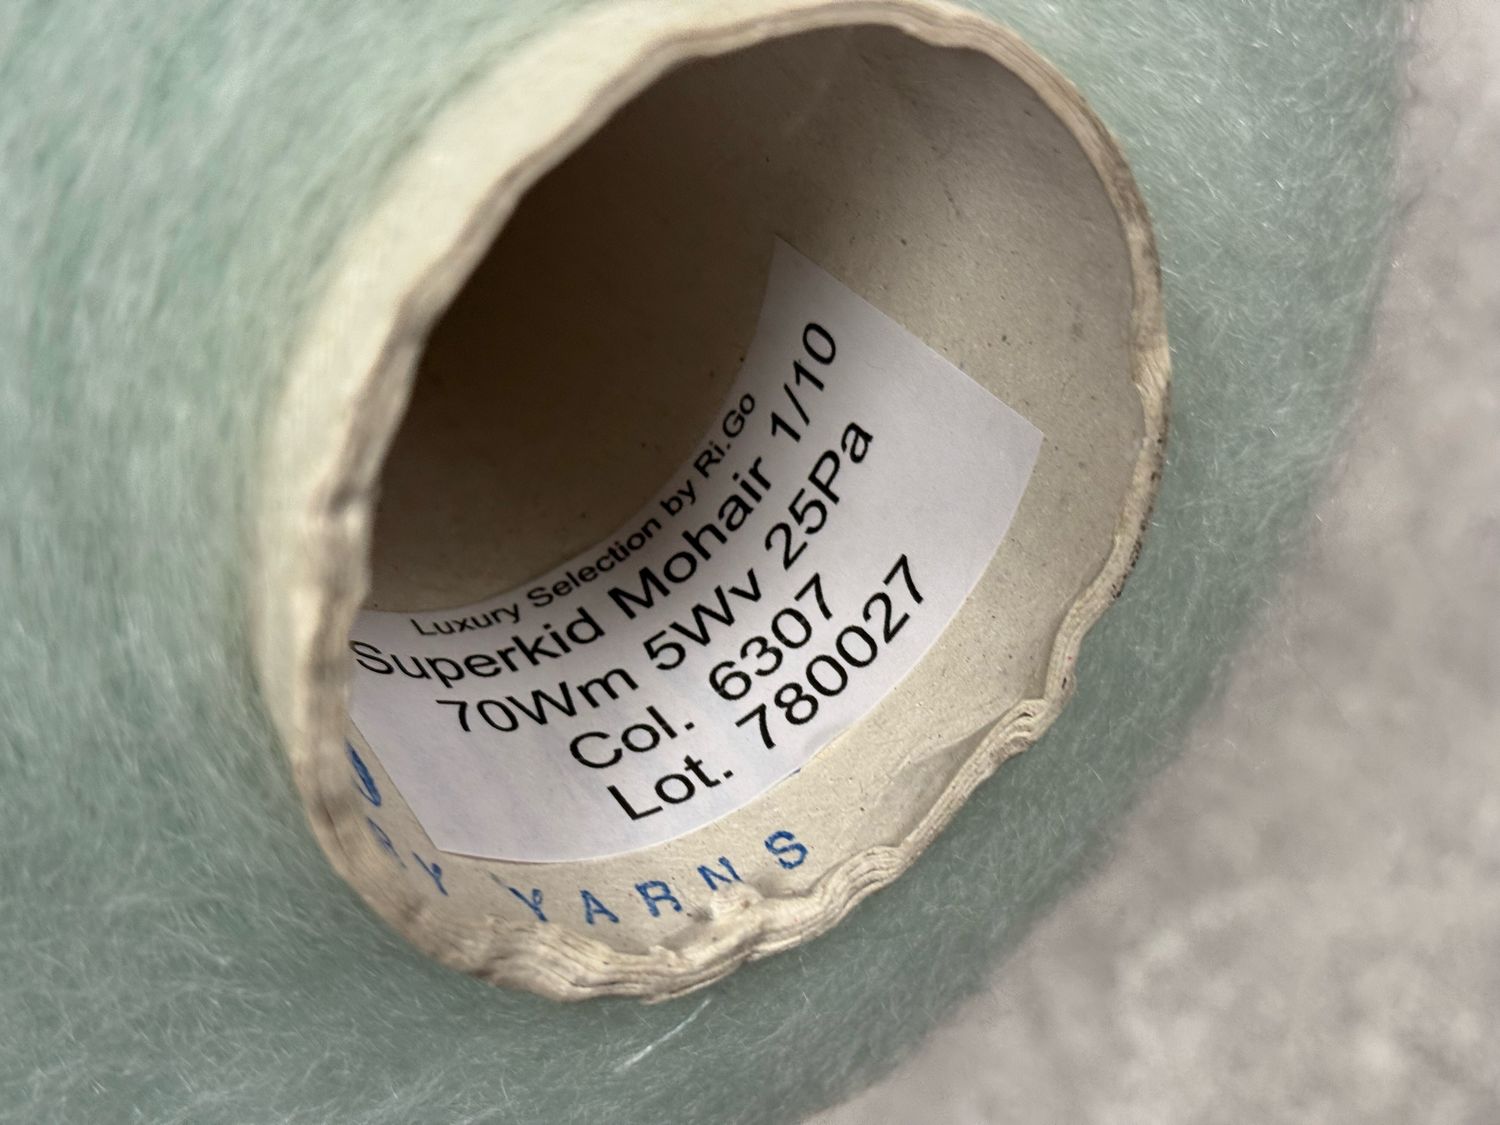 Luxury Selection by Ri.Go
Superkid Mohair 1/10
70Wm 5Wv 25Pa
Col. 6307
Lot. 780027
YARNS